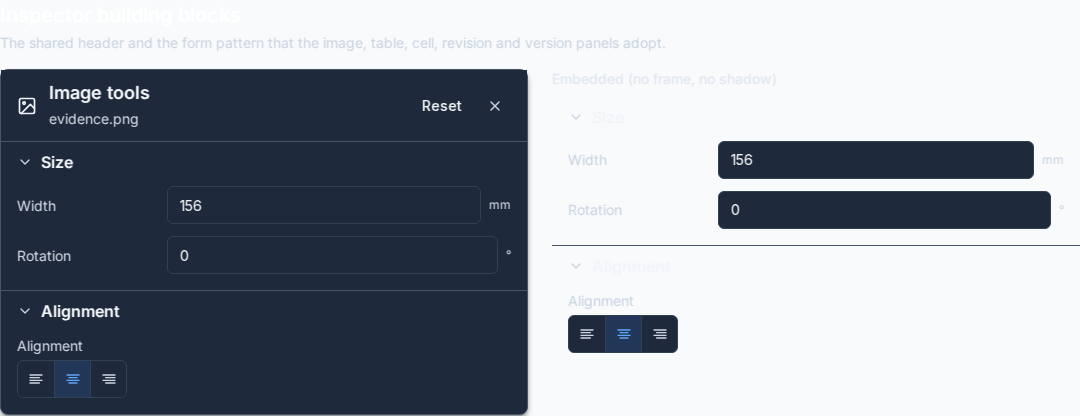 Inspector building blocks
The shared header and the form pattern that the image, table, cell, revision and version panels adopt.
Image tools
evidence.png
Reset
Size
Width
156
mm
Rotation
0
°
Alignment
Alignment
Embedded (no frame, no shadow)
Size
Width
156
mm
Rotation
0
°
Alignment
Alignment